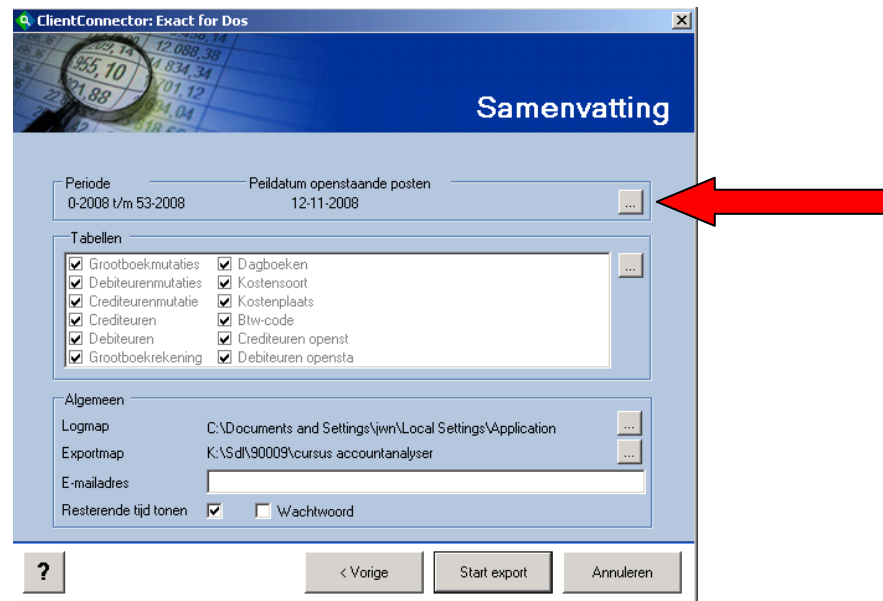 ClientConnector: Exact for Dos
Samenvatting
Periode Peildatum openstaande posten
0-2008 t/m 53-2008 12-11-2008 ...
Tabellen
Grootboekmutaties Dagboeken ...
Debiteurenmutaties Kostensoort
Crediteurenmutatie Kostenplaats
Crediteuren Btw-code
Debiteuren Crediteuren openst
Grootboekrekening Debiteuren opensta
Algemeen
Logmap C:\Documents and Settings\jwn\Local Settings\Application ...
Exportmap K:\Sdl\90009\cursus accountanalyser ...
E-mailadres
Resterende tijd tonen Wachtwoord
? < Vorige Start export Annuleren